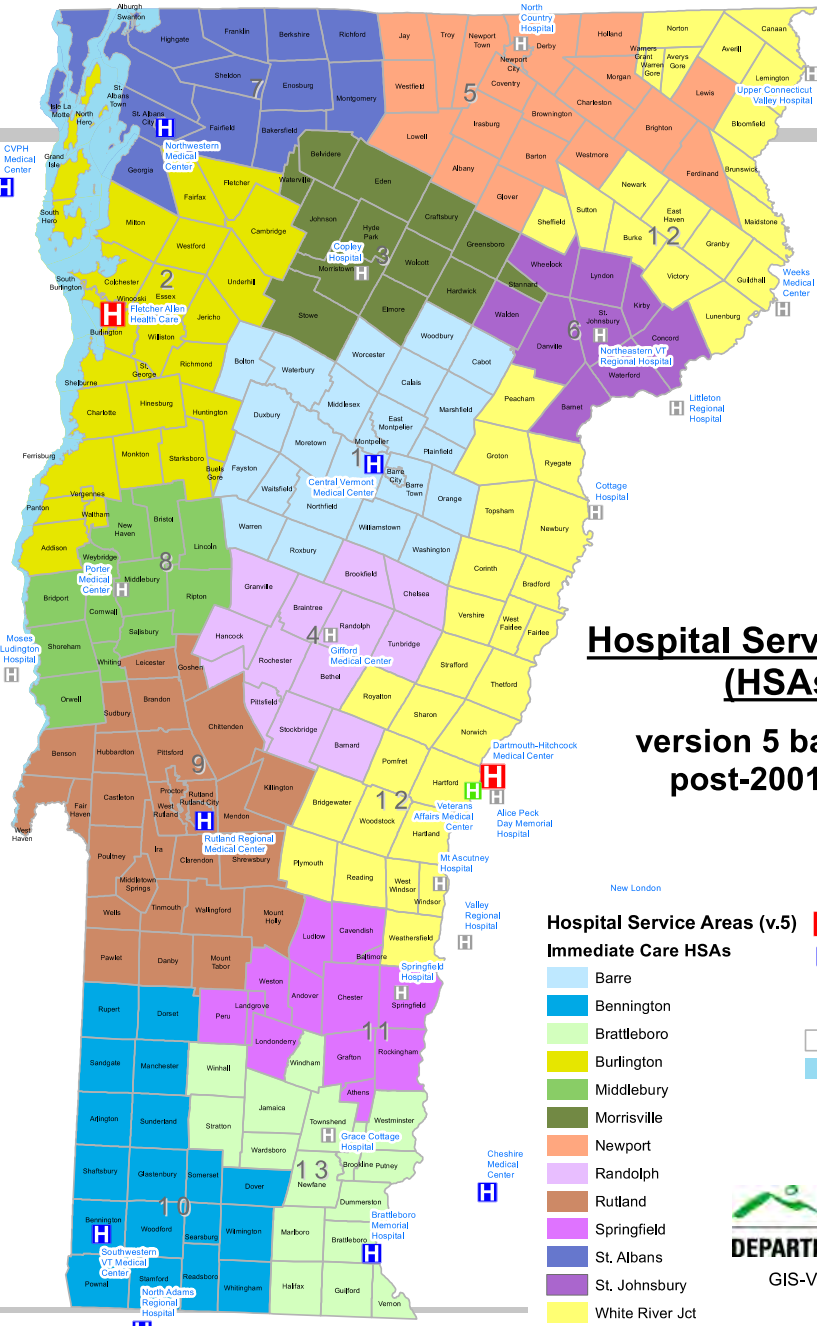 Alburgh
Swanton
Highgate
Franklin
Berkshire
Richford
Jay
Troy
Newport
Town
North
Country
Hospital
Derby
Holland
Norton
Canaan
Averill
Warners
Grant
Warren
Gore
Averys
Gore
Lemington
Upper Connecticut
Valley Hospital
Newport
City
Coventry
Morgan
Westfield
5
7
Sheldon
Enosburg
Montgomery
St.
Albans
Town
Isle La
Motte
North
Hero
St. Albans
City
Fairfield
Bakersfield
Northwestern
Medical
Center
Georgia
CVPH
Medical
Center
Grand
Isle
South
Hero
Charleston
Lewis
Bloomfield
Irasburg
Brownington
Brighton
Lowell
Albany
Barton
Westmore
Ferdinand
Brunswick
Glover
Newark
Maidstone
Belvidere
Waterville
Eden
Fletcher
Fairfax
Cambridge
Milton
Westford
Johnson
Hyde
Park
Craftsbury
Greensboro
Sheffield
Sutton
East
Haven
Burke
12
Granby
Guildhall
Victory
Lunenburg
Weeks
Medical
Center
Copley
Hospital
3
Morristown
Wolcott
Hardwick
Stannard
Wheelock
Lyndon
Kirby
Concord
South
Burlington
Colchester
2
Winooski
Essex
Underhill
Jericho
Fletcher Allen
Health Care
Burlington
Williston
Stowe
Elmore
Walden
6
St.
Johnsbury
Danville
Northeastern VT
Regional Hospital
Waterford
Barnet
Littleton
Regional
Hospital
St.
George
Richmond
Bolton
Waterbury
Worcester
Woodbury
Cabot
Calais
Peacham
Shelburne
Charlotte
Hinesburg
Huntington
Duxbury
Middlesex
East
Montpelier
Marshfield
Moretown
Montpelier
Plainfield
Groton
Ryegate
Ferrisburg
Monkton
Starksboro
Buels
Gore
Fayston
Waitsfield
1
Central Vermont
Medical Center
Barre
City
Barre
Town
Orange
Cottage
Hospital
Vergennes
Panton
Waltham
Addison
New
Haven
Bristol
Lincoln
Warren
Northfield
Williamstown
Washington
Topsham
Newbury
Roxbury
Weybridge
8
Porter
Medical
Center
Middlebury
Ripton
Bridport
Cornwall
Salisbury
Granville
Brookfield
Chelsea
Corinth
Bradford
Braintree
4
Randolph
Gifford
Medical Center
Tunbridge
Vershire
West
Fairlee
Fairlee
Moses
Ludington
Hospital
Shoreham
Whiting
Leicester
Goshen
Hancock
Rochester
Bethel
Strafford
Thetford
Orwell
Sudbury
Brandon
Pittsfield
Stockbridge
Royalton
Sharon
Norwich
Chittenden
Barnard
Benson
Hubbardton
Pittsford
9
Pomfret
Hartford
Dartmouth-Hitchcock
Medical Center
Castleton
Proctor
West
Rutland
Rutland
Rutland City
Mendon
Killington
Bridgewater
12
Woodstock
Veterans
Affairs Medical
Center
Alice Peck
Day Memorial
Hospital
Fair
Haven
West
Haven
Rutland Regional
Medical Center
Hartland
Poultney
Ira
Clarendon
Shrewsbury
Plymouth
Reading
West
Windsor
Windsor
Mt Ascutney
Hospital
Middletown
Springs
Wells
Tinmouth
Wallingford
Mount
Holly
Ludlow
Cavendish
Baltimore
Weathersfield
Valley
Regional
Hospital
Pawlet
Danby
Mount
Tabor
Weston
Andover
Chester
Springfield
Hospital
Springfield
Rupert
Dorset
Peru
Landgrove
Londonderry
11
Grafton
Rockingham
Sandgate
Manchester
Winhall
Windham
Athens
Arlington
Sunderland
Stratton
Jamaica
Townshend
Westminster
Grace Cottage
Hospital
Wardsboro
Brookline
Putney
13
Newfane
Shaftsbury
Glastenbury
Somerset
Dover
Dummerston
Cheshire
Medical
Center
10
Bennington
Woodford
Searsburg
Wilmington
Marlboro
Brattleboro
Brattleboro
Memorial
Hospital
Southwestern
VT Medical
Center
Pownal
Stamford
Readsboro
Whitingham
Halifax
Guilford
Vernon
North Adams
Regional
Hospital
Hospital Serv
(HSAs
version 5 ba
post-2001
New London
Hospital Service Areas (v.5)
Immediate Care HSAs
Barre
Bennington
Brattleboro
Burlington
Middlebury
Morrisville
Newport
Randolph
Rutland
Springfield
St. Albans
St. Johnsbury
White River Jct
DEPARTI
GIS-V